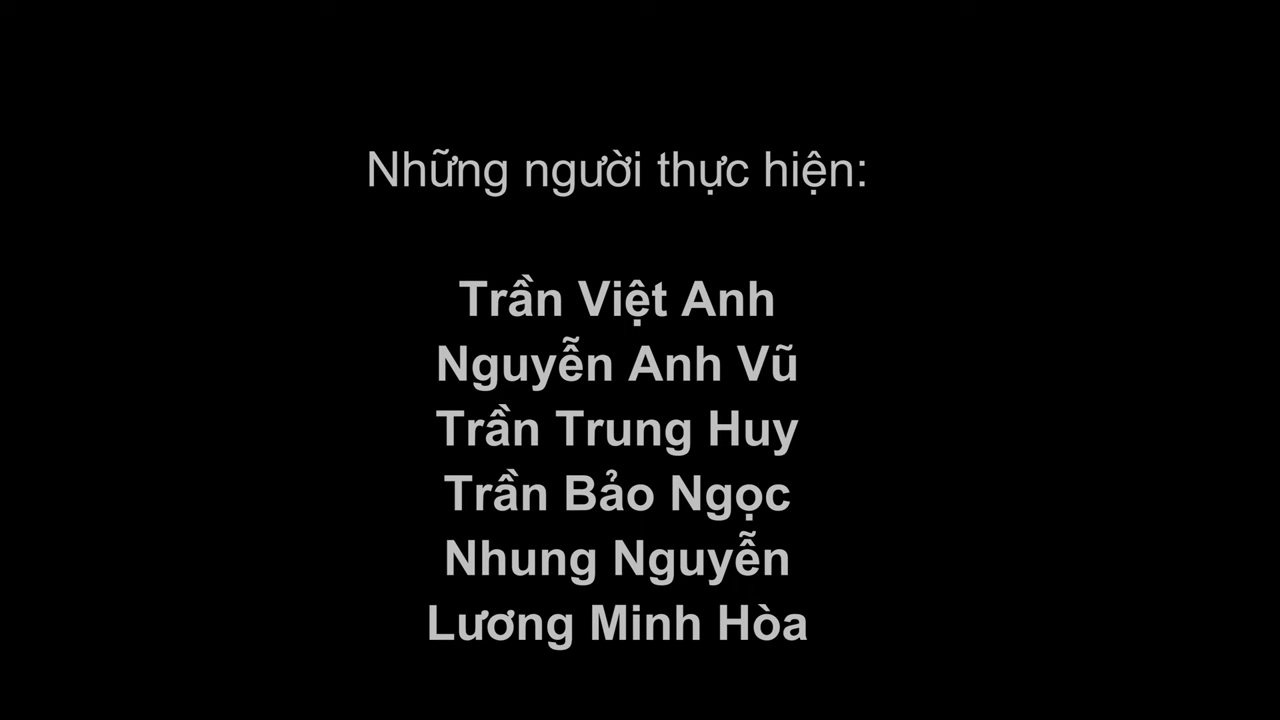 Những người thực hiện:
Trần Việt Anh
Nguyễn Anh Vũ
Trần Trung Huy
Trần Bảo Ngọc
Nhung Nguyễn
Lương Minh Hòa